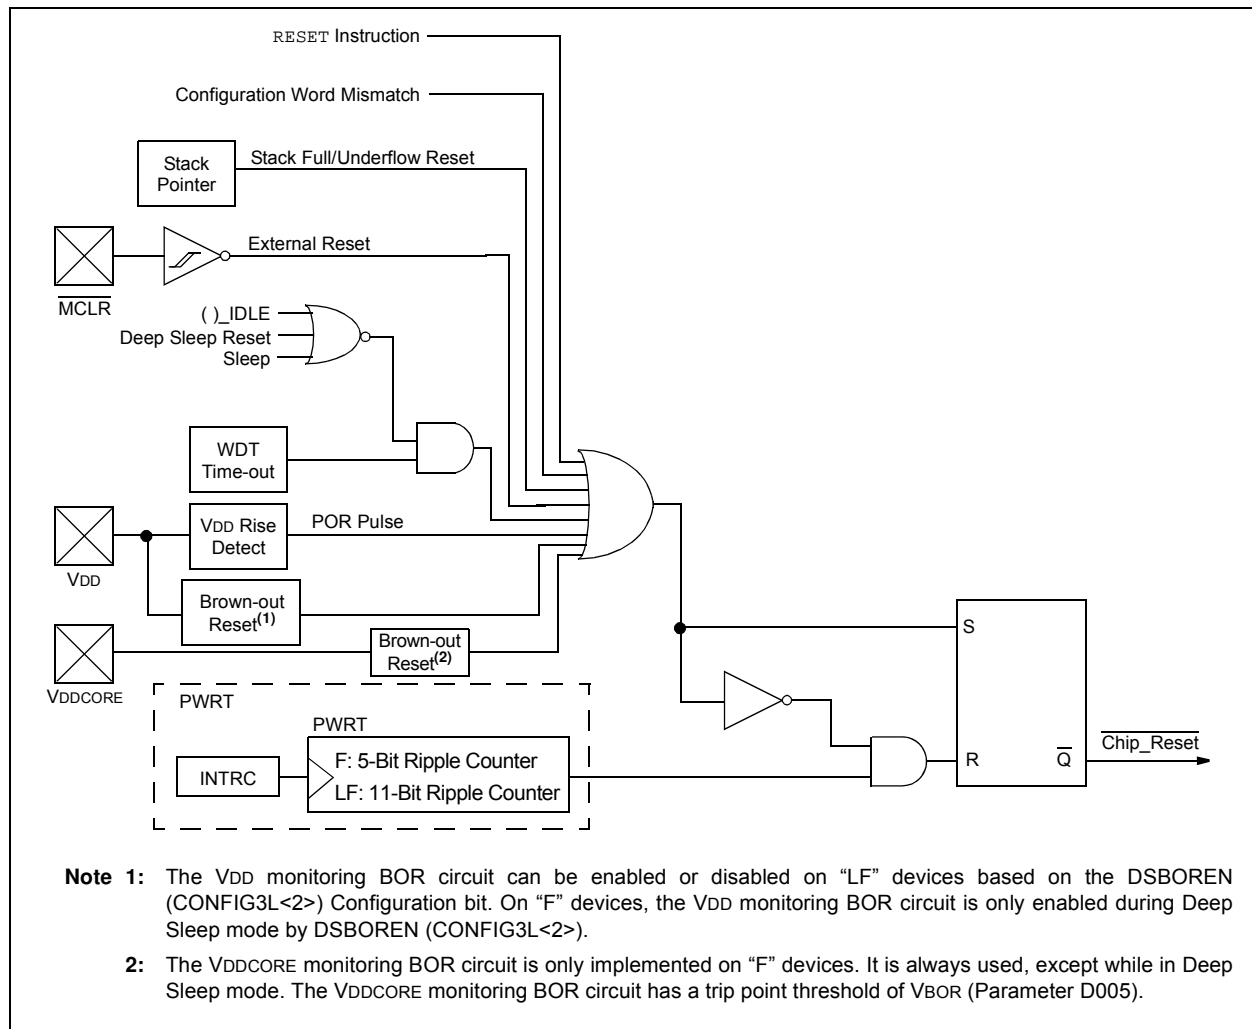 RESET Instruction
Configuration Word Mismatch
Stack
Pointer
Stack Full/Underflow Reset
External Reset
MCLR
( )_IDLE
Deep Sleep Reset
Sleep
WDT
Time-out
VDD Rise
Detect
POR Pulse
VDD
Brown-out
Reset(1)
Brown-out
Reset(2)
VDDCORE
PWRT
PWRT
INTRC
F: 5-Bit Ripple Counter
LF: 11-Bit Ripple Counter
S
R
Q
Chip_Reset
Note 1: The VDD monitoring BOR circuit can be enabled or disabled on “LF” devices based on the DSBOREN
(CONFIG3L<2>) Configuration bit. On “F” devices, the VDD monitoring BOR circuit is only enabled during Deep
Sleep mode by DSBOREN (CONFIG3L<2>).
2: The VDDCORE monitoring BOR circuit is only implemented on “F” devices. It is always used, except while in Deep
Sleep mode. The VDDCORE monitoring BOR circuit has a trip point threshold of VBOR (Parameter D005).